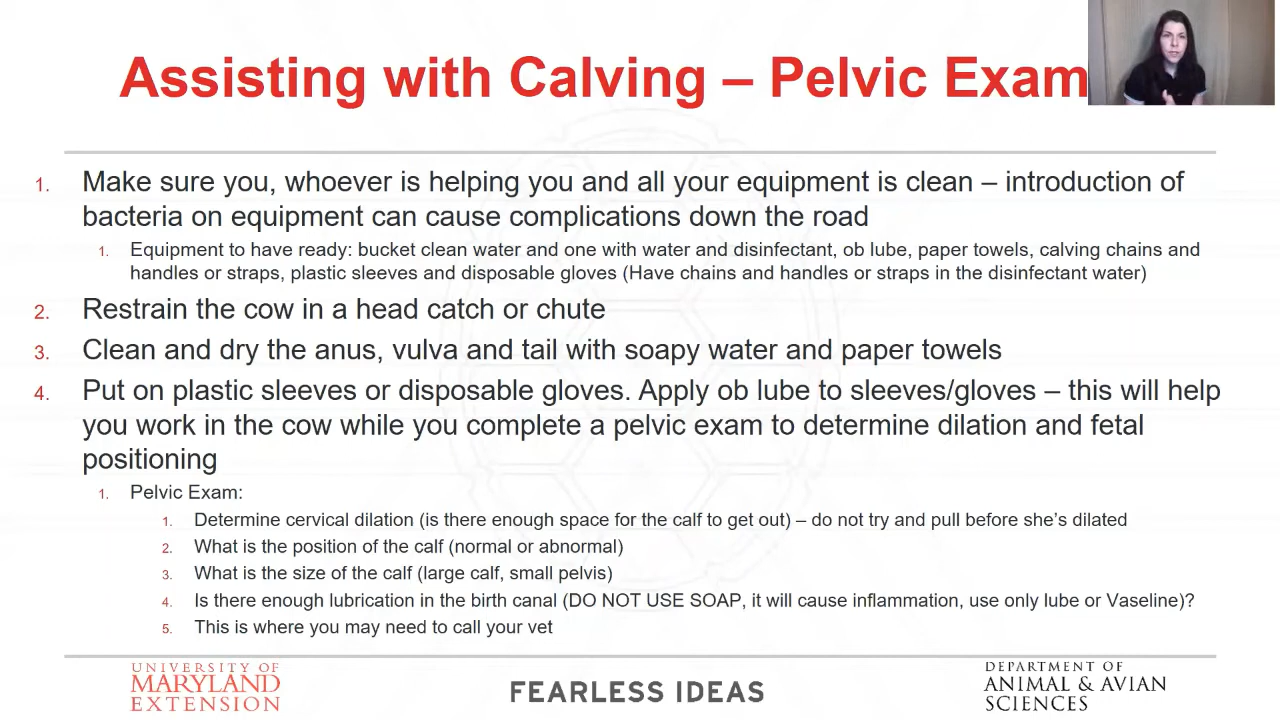 Assisting with Calving – Pelvic Exam
1. Make sure you, whoever is helping you and all your equipment is clean – introduction of
bacteria on equipment can cause complications down the road
1. Equipment to have ready: bucket clean water and one with water and disinfectant, ob lube, paper towels, calving chains and
handles or straps, plastic sleeves and disposable gloves (Have chains and handles or straps in the disinfectant water)
2. Restrain the cow in a head catch or chute
3. Clean and dry the anus, vulva and tail with soapy water and paper towels
4. Put on plastic sleeves or disposable gloves. Apply ob lube to sleeves/gloves – this will help
you work in the cow while you complete a pelvic exam to determine dilation and fetal
positioning
1. Pelvic Exam:
1. Determine cervical dilation (is there enough space for the calf to get out) – do not try and pull before she's dilated
2. What is the position of the calf (normal or abnormal)
3. What is the size of the calf (large calf, small pelvis)
4. Is there enough lubrication in the birth canal (DO NOT USE SOAP, it will cause inflammation, use only lube or Vaseline)?
5. This is where you may need to call your vet
UNIVERSITY OF
MARYLAND
EXTENSION
FEARLESS IDEAS
DEPARTMENT OF
ANIMAL & AVIAN
SCIENCES